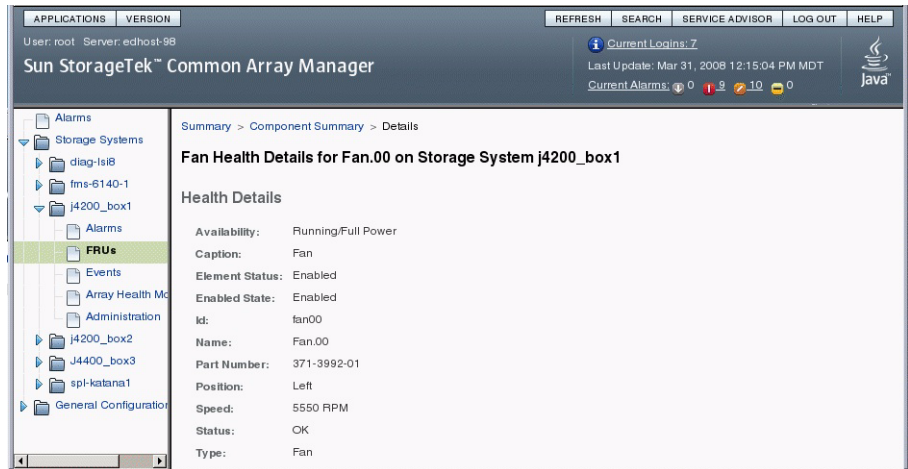 APPLICATIONS VERSION REFRESH SEARCH SERVICE ADVISOR LOG OUT HELP
User: root Server: edhost-98
Sun StorageTek™ Common Array Manager
Current Logins: 7
Last Update: Mar 31, 2008 12:15:04 PM MDT
Current Alarms: 0 9 10 0
Java™
Alarms
Storage Systems
diag-lsi8
fms-6140-1
j4200_box1
Alarms
FRUs
Events
Array Health Mo
Administration
j4200_box2
J4400_box3
spl-katana1
General Configuration
Summary > Component Summary > Details
Fan Health Details for Fan.00 on Storage System j4200_box1
Health Details
Availability: Running/Full Power
Caption: Fan
Element Status: Enabled
Enabled State: Enabled
Id: fan00
Name: Fan.00
Part Number: 371-3992-01
Position: Left
Speed: 5550 RPM
Status: OK
Type: Fan